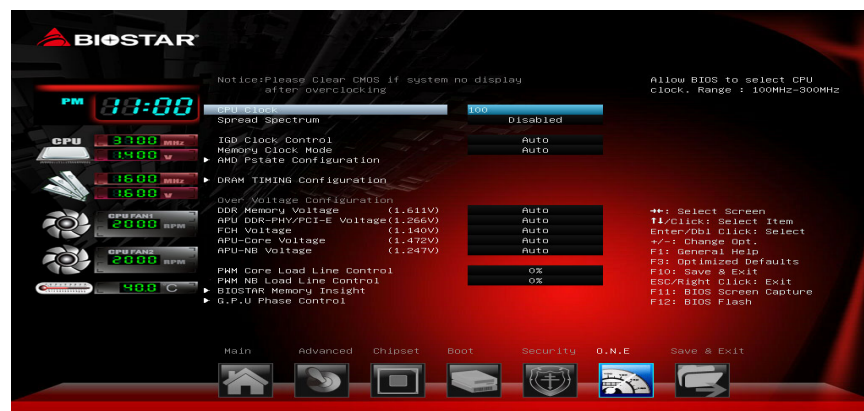 BIOSTAR
Notice:Please Clear CMOS if system no display
after overclocking
Allow BIOS to select CPU
clock. Range : 100MHz-300MHz
PM 11:00
CPU Clock 100
Spread Spectrum Disabled
IGD Clock Control Auto
Memory Clock Mode Auto
AMD Pstate Configuration
DRAM TIMING Configuration
Over Voltage Configuration
DDR Memory Voltage (1.611V) Auto
APU DDR-PHY/PCI-E Voltage(1.266V) Auto
FCH Voltage (1.140V) Auto
APU-Core Voltage (1.472V) Auto
APU-NB Voltage (1.247V) Auto
PWM Core Load Line Control 0%
PWM NB Load Line Control 0%
BIOSTAR Memory Insight
G.P.U Phase Control
CPU 3700 MHz
1.400 V
1600 MHz
1.600 V
CPU FAN1
2000 RPM
CPU FAN2
2000 RPM
48.0 C
→←: Select Screen
↑↓/Click: Select Item
Enter/Dbl Click: Select
+/-: Change Opt.
F1: General Help
F3: Optimized Defaults
F10: Save & Exit
ESC/Right Click: Exit
F11: BIOS Screen Capture
F12: BIOS Flash
Main Advanced Chipset Boot Security O.N.E Save & Exit